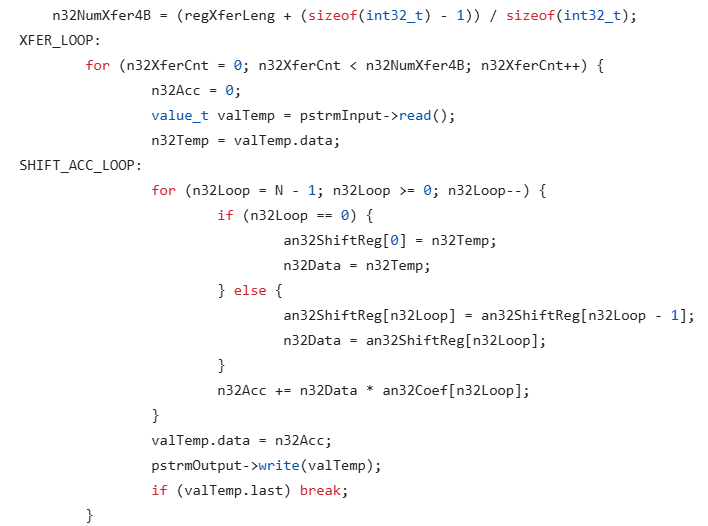 n32NumXfer4B = (regXferLeng + (sizeof(int32_t) - 1)) / sizeof(int32_t);
XFER_LOOP:
for (n32XferCnt = 0; n32XferCnt < n32NumXfer4B; n32XferCnt++) {
n32Acc = 0;
value_t valTemp = pstrmInput->read();
n32Temp = valTemp.data;
SHIFT_ACC_LOOP:
for (n32Loop = N - 1; n32Loop >= 0; n32Loop--) {
if (n32Loop == 0) {
an32ShiftReg[0] = n32Temp;
n32Data = n32Temp;
} else {
an32ShiftReg[n32Loop] = an32ShiftReg[n32Loop - 1];
n32Data = an32ShiftReg[n32Loop];
}
n32Acc += n32Data * an32Coef[n32Loop];
}
valTemp.data = n32Acc;
pstrmOutput->write(valTemp);
if (valTemp.last) break;
}